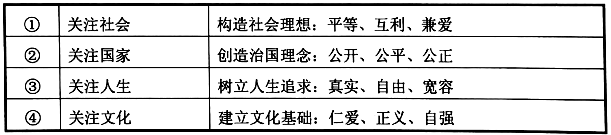 ① 关注社会 构造社会理想：平等、互利、兼爱
② 关注国家 创造治国理念：公开、公平、公正
③ 关注人生 树立人生追求：真实、自由、宽容
④ 关注文化 建立文化基础：仁爱、正义、自强